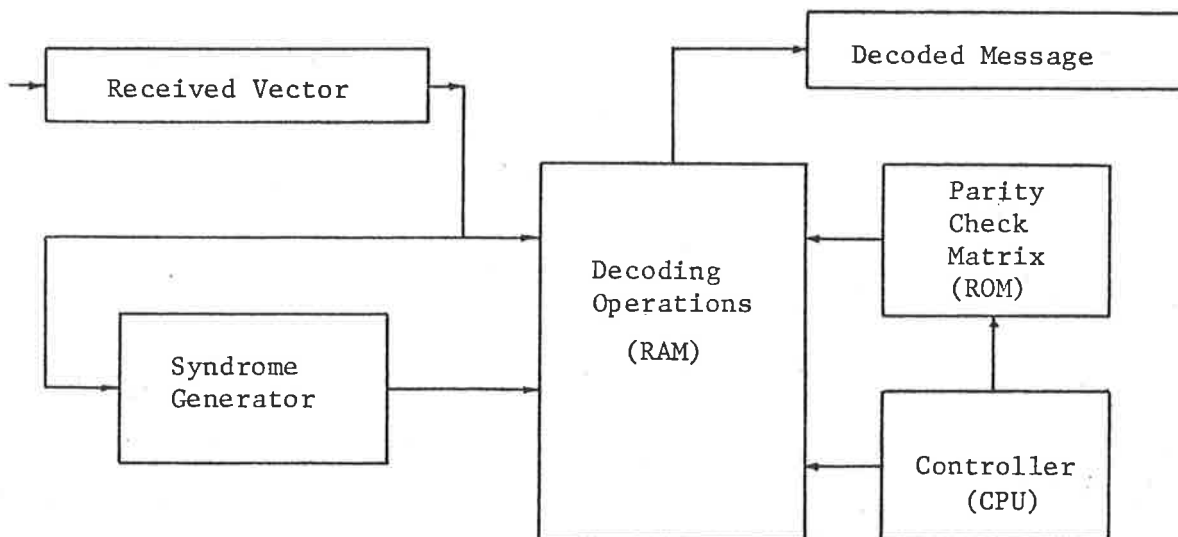 Received Vector
Decoded Message
Decoding
Operations
(RAM)
Parity
Check
Matrix
(ROM)
Syndrome
Generator
Controller
(CPU)